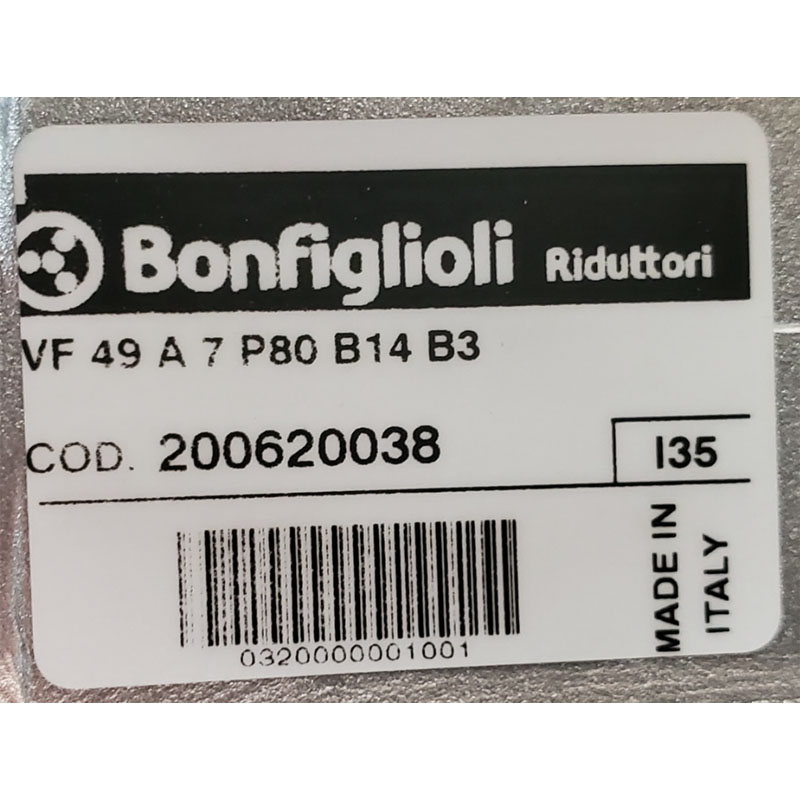 Bonfiglioli Riduttori
VF 49 A 7 P80 B14 B3
COD. 200620038
I35
MADE IN
ITALY
0320000001001